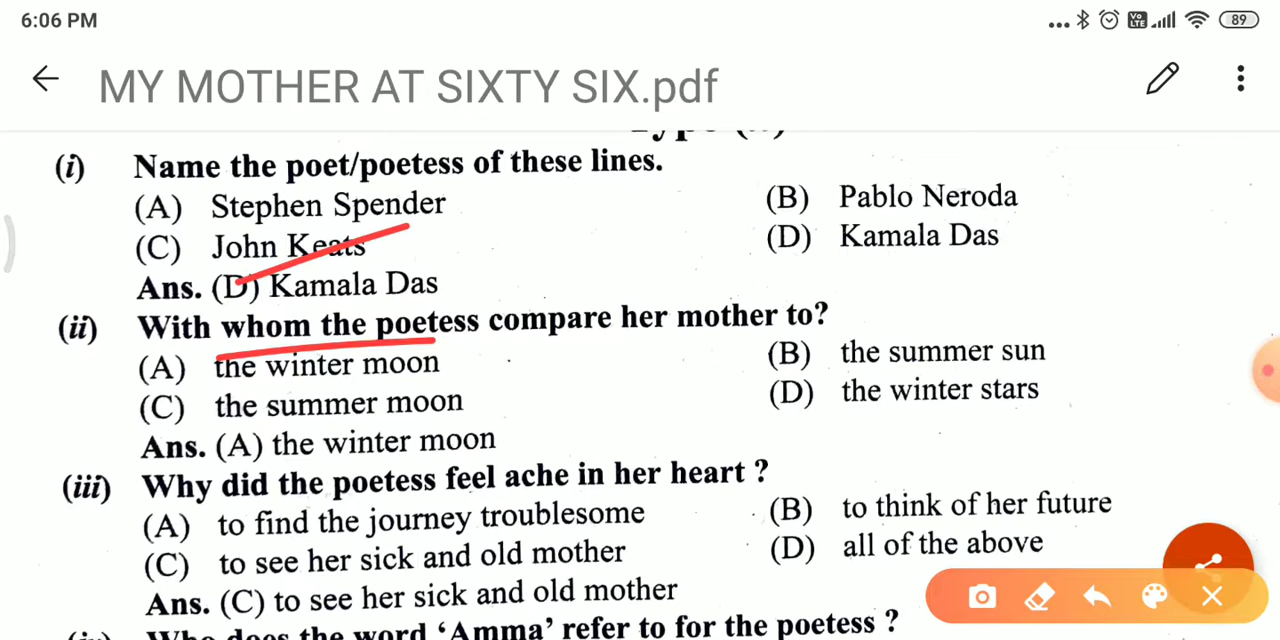 6:06 PM
89
MY MOTHER AT SIXTY SIX.pdf
(i) Name the poet/poetess of these lines.
(A) Stephen Spender (B) Pablo Neroda
(C) John Keats (D) Kamala Das
Ans. (D) Kamala Das
(ii) With whom the poetess compare her mother to?
(A) the winter moon (B) the summer sun
(C) the summer moon (D) the winter stars
Ans. (A) the winter moon
(iii) Why did the poetess feel ache in her heart ?
(A) to find the journey troublesome (B) to think of her future
(C) to see her sick and old mother (D) all of the above
Ans. (C) to see her sick and old mother
Who does the word ‘Amma’ refer to for the poetess ?